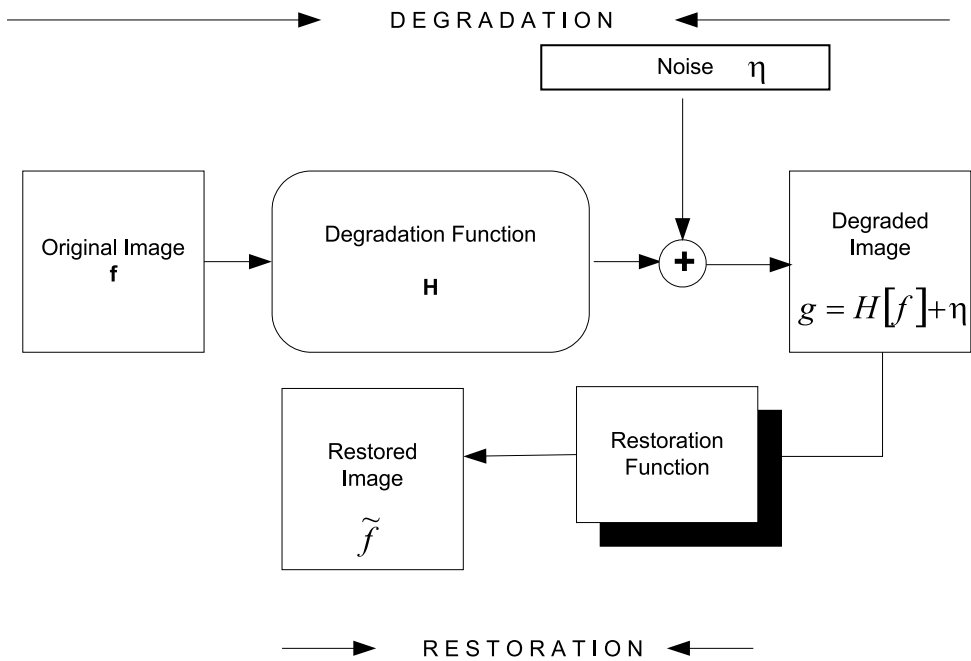 DEGRADATION
Noise η
Original Image
f
Degradation Function
H
+
Degraded
Image
g = H[f]+η
Restored
Image
f̃
Restoration
Function
RESTORATION